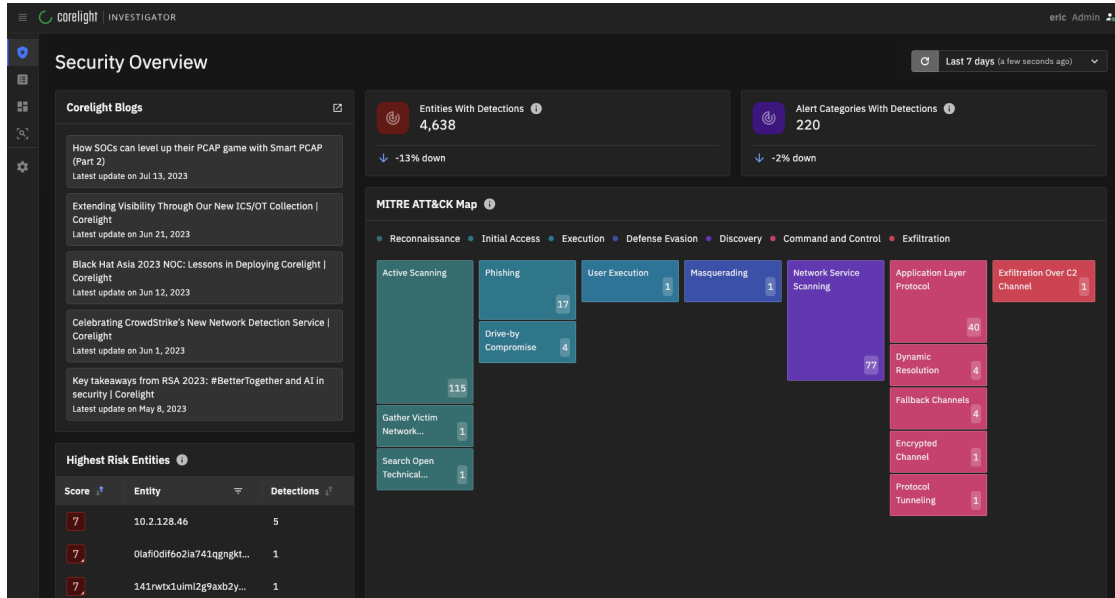 corelight INVESTIGATOR
eric Admin
Security Overview
Last 7 days (a few seconds ago)
Corelight Blogs
How SOCs can level up their PCAP game with Smart PCAP
(Part 2)
Latest update on Jul 13, 2023
Extending Visibility Through Our New ICS/OT Collection |
Corelight
Latest update on Jun 21, 2023
Black Hat Asia 2023 NOC: Lessons in Deploying Corelight |
Corelight
Latest update on Jun 12, 2023
Celebrating CrowdStrike's New Network Detection Service |
Corelight
Latest update on Jun 1, 2023
Key takeaways from RSA 2023: #BetterTogether and AI in
security | Corelight
Latest update on May 8, 2023
Highest Risk Entities
Score Entity Detections
7 10.2.128.46 5
7 0lafi0dif6o2ia741qgngkt... 1
7 141rwtx1uiml2g9axb2y... 1
Entities With Detections
4,638
-13% down
Alert Categories With Detections
220
-2% down
MITRE ATT&CK Map
Reconnaissance Initial Access Execution Defense Evasion Discovery Command and Control Exfiltration
Active Scanning
115
Gather Victim
Network... 1
Search Open
Technical... 1
Phishing
17
Drive-by
Compromise 4
User Execution
1
Masquerading
1
Network Service
Scanning
77
Application Layer
Protocol
40
Dynamic
Resolution 4
Fallback Channels
4
Encrypted
Channel 1
Protocol
Tunneling 1
Exfiltration Over C2
Channel 1